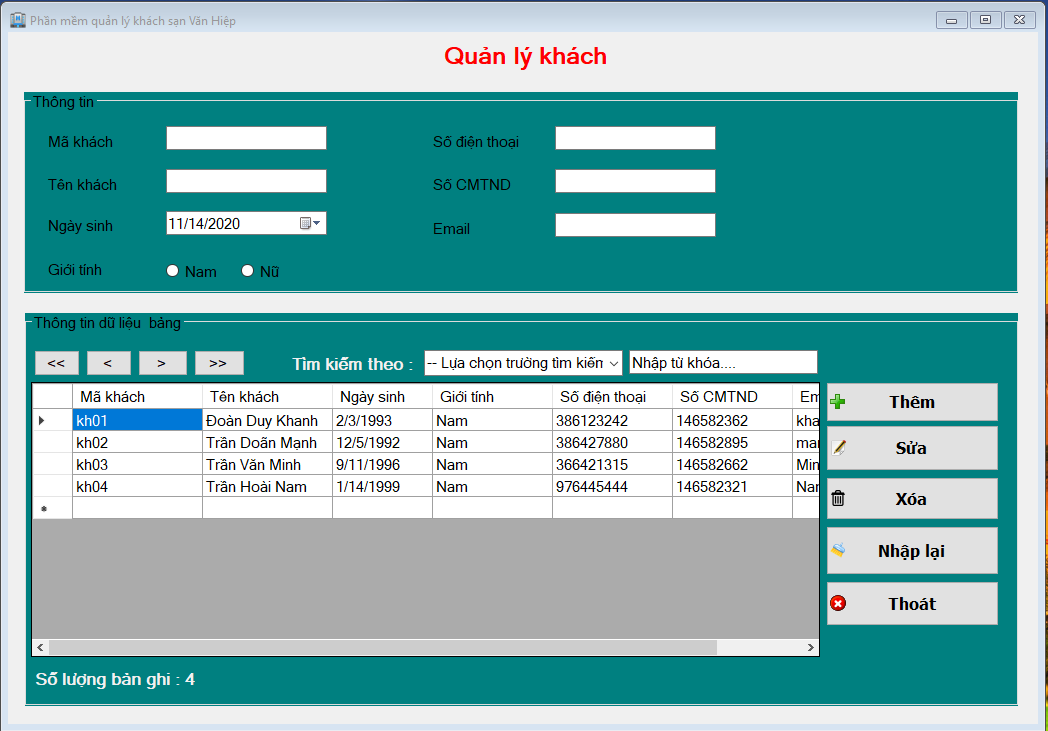 Phần mềm quản lý khách sạn Văn Hiệp
Quản lý khách
Thông tin
Mã khách
Số điện thoại
Tên khách
Số CMTND
Ngày sinh 11/14/2020
Email
Giới tính Nam Nữ
Thông tin dữ liệu bảng
<< < > >> Tìm kiếm theo : -- Lựa chọn trường tìm kiếm Nhập từ khóa....
Mã khách Tên khách Ngày sinh Giới tính Số điện thoại Số CMTND Em
kh01 Đoàn Duy Khanh 2/3/1993 Nam 386123242 146582362 kha
kh02 Trần Doãn Mạnh 12/5/1992 Nam 386427880 146582895 mar
kh03 Trần Văn Minh 9/11/1996 Nam 366421315 146582662 Min
kh04 Trần Hoài Nam 1/14/1999 Nam 976445444 146582321 Nar
Thêm
Sửa
Xóa
Nhập lại
Thoát
Số lượng bản ghi : 4